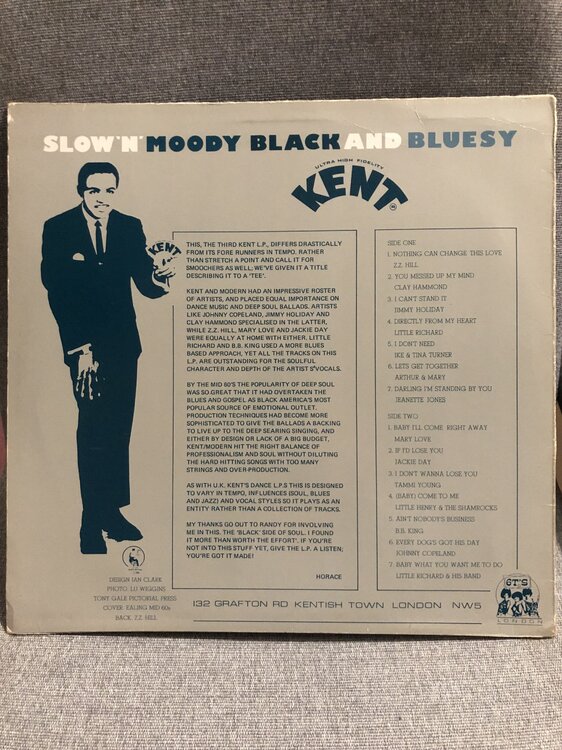 SLOW 'N' MOODY BLACK AND BLUESY
ULTRA HIGH FIDELITY
KENT
KENT
THIS, THE THIRD KENT L.P., DIFFERS DRASTICALLY
FROM ITS FORE RUNNERS IN TEMPO, RATHER
THAN STRETCH A POINT AND CALL IT FOR
SMOOCHERS AS WELL; WE'VE GIVEN IT A TITLE
DESCRIBING IT TO A 'TEE'.
KENT AND MODERN HAD AN IMPRESSIVE ROSTER
OF ARTISTS, AND PLACED EQUAL IMPORTANCE ON
DANCE MUSIC AND DEEP SOUL BALLADS. ARTISTS
LIKE JOHNNY COPELAND, JIMMY HOLIDAY AND
CLAY HAMMOND SPECIALISED IN THE LATTER,
WHILE Z.Z. HILL, MARY LOVE AND JACKIE DAY
WERE EQUALLY AT HOME WITH EITHER. LITTLE
RICHARD AND B.B. KING USED A MORE BLUES
BASED APPROACH, YET ALL THE TRACKS ON THIS
L.P. ARE OUTSTANDING FOR THE SOULFUL
CHARACTER AND DEPTH OF THE ARTIST S'VOCALS.
BY THE MID 60'S THE POPULARITY OF DEEP SOUL
WAS SO.GREAT THAT IT HAD OVERTAKEN THE
BLUES AND GOSPEL AS BLACK AMERICA'S MOST
POPULAR SOURCE OF EMOTIONAL OUTLET.
PRODUCTION TECHNIQUES HAD BECOME MORE
SOPHISTICATED TO GIVE THE BALLADS A BACKING
TO LIVE UP TO THE DEEP SEARING SINGING, AND
EITHER BY DESIGN OR LACK OF A BIG BUDGET,
KENT/MODERN HIT THE RIGHT BALANCE OF
PROFESSIONALISM AND SOUL WITHOUT DILUTING
THE HARD HITTING SONGS WITH TOO MANY
STRINGS AND OVER-PRODUCTION.
AS WITH U.K. KENT'S DANCE L.P.S THIS IS DESIGNED
TO VARY IN TEMPO, INFLUENCES (SOUL, BLUES
AND JAZZ) AND VOCAL STYLES SO IT PLAYS AS AN
ENTITY RATHER THAN A COLLECTION OF TRACKS.
MY THANKS GO OUT TO RANDY FOR INVOLVING
ME IN THIS. THE 'BLACK' SIDE OF SOUL. I FOUND
IT MORE THAN WORTH THE EFFORT". IF YOU'RE
NOT INTO THIS STUFF YET, GIVE THE L.P. A LISTEN;
YOU'RE GOT IT MADE!
HORACE
SIDE ONE
1. NOTHING CAN CHANGE THIS LOVE
Z.Z. HILL
2. YOU MESSED UP MY MIND
CLAY HAMMOND
3. I CAN'T STAND IT
JIMMY HOLIDAY
4. DIRECTLY FROM MY HEART
LITTLE RICHARD
5. I DON'T NEED
IKE & TINA TURNER
6. LETS GET TOGETHER
ARTHUR & MARY
7. DARLING I'M STANDING BY YOU
JEANETTE JONES
SIDE TWO
1. BABY I'LL COME RIGHT AWAY
MARY LOVE
2. IF I'D LOSE YOU
JACKIE DAY
3. I DON'T WANNA LOSE YOU
TAMMI YOUNG
4. (BABY) COME TO ME
LITTLE HENRY & THE SHAMROCKS
5. AIN'T NOBODY'S BUSINESS
B.B. KING
6. EVERY DOG'S GOT HIS DAY
JOHNNY COPELAND
7. BABY WHAT YOU WANT ME TO DO
LITTLE RICHARD & HIS BAND
DESIGN IAN CLARK
PHOTO: LII WEGGINS
TONY GALE PICTORIAL PRESS
COVER: EALING MID 60s
BACK. Z.Z. HILL
132 GRAFTON RD KENTISH TOWN LONDON NW5
6T'S
LONDON